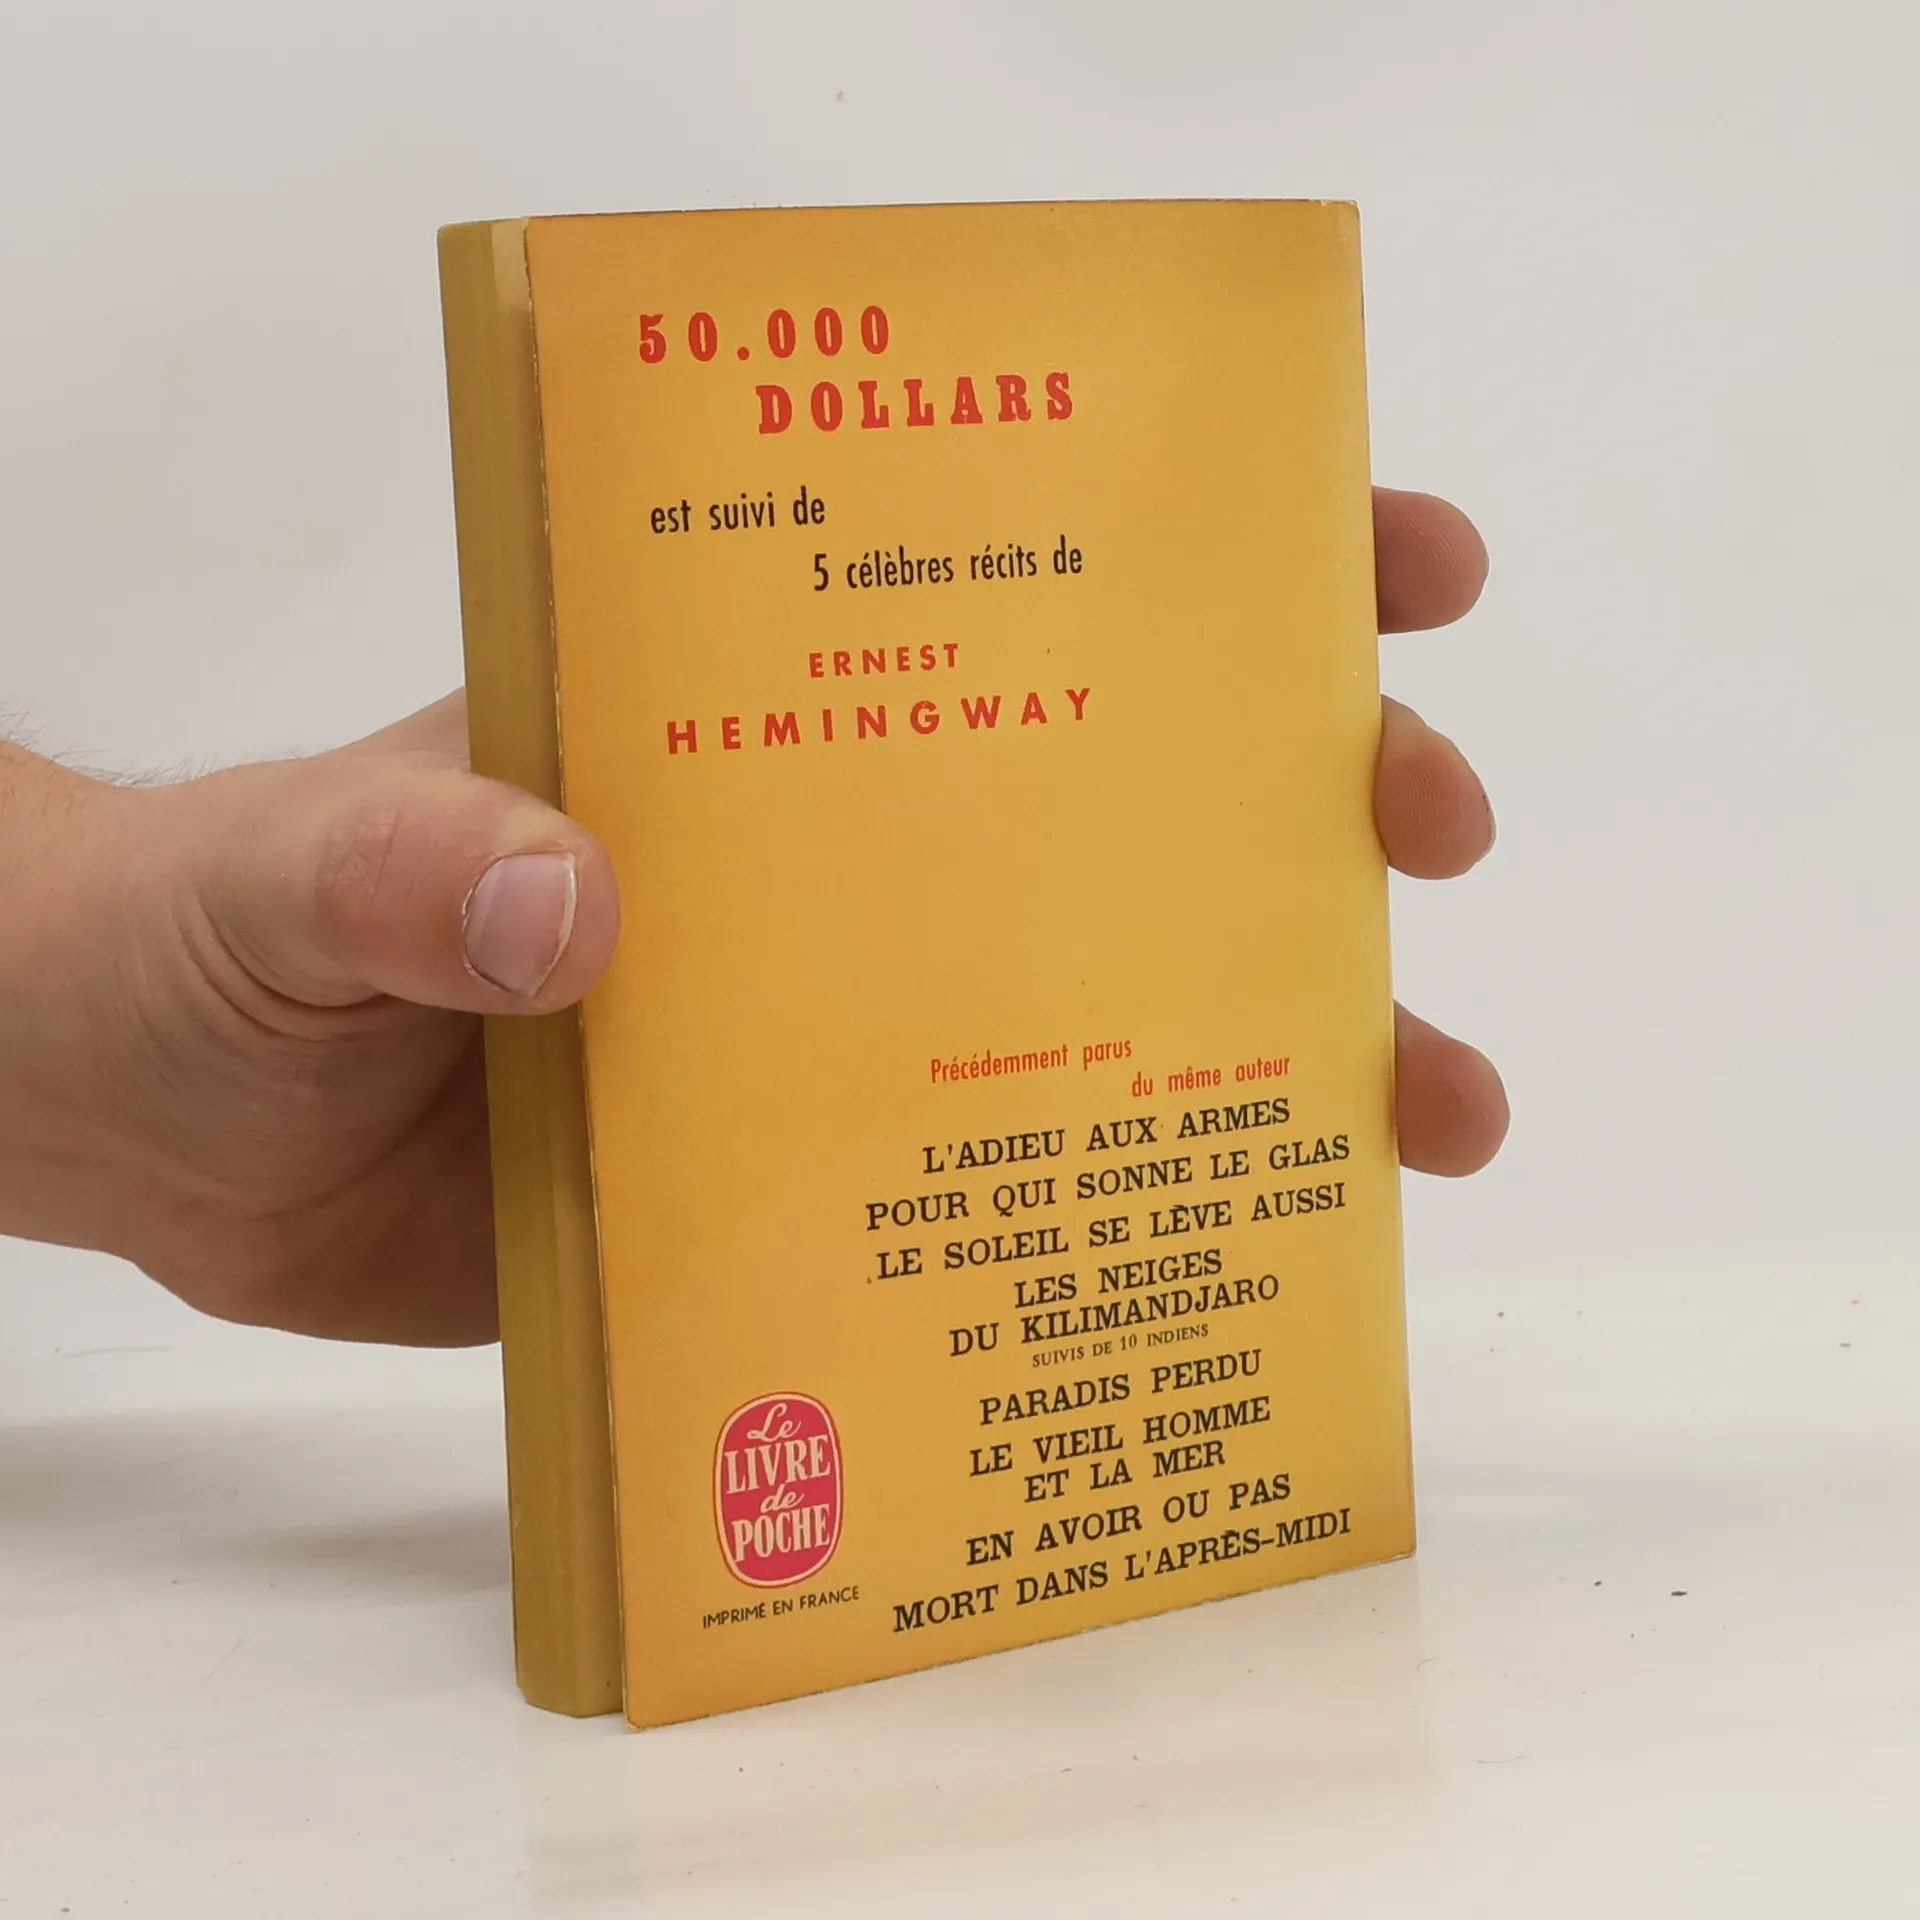 50.000
DOLLARS
est suivi de
5 célèbres récits de
ERNEST
HEMINGWAY
Précédemment parus
du même auteur
L'ADIEU AUX ARMES
POUR QUI SONNE LE GLAS
LE SOLEIL SE LÈVE AUSSI
LES NEIGES
DU KILIMANDJARO
SUIVIS DE 10 INDIENS
PARADIS PERDU
LE VIEIL HOMME
ET LA MER
EN AVOIR OU PAS
MORT DANS L'APRÈS-MIDI
Le
LIVRE
de
POCHE
IMPRIMÉ EN FRANCE